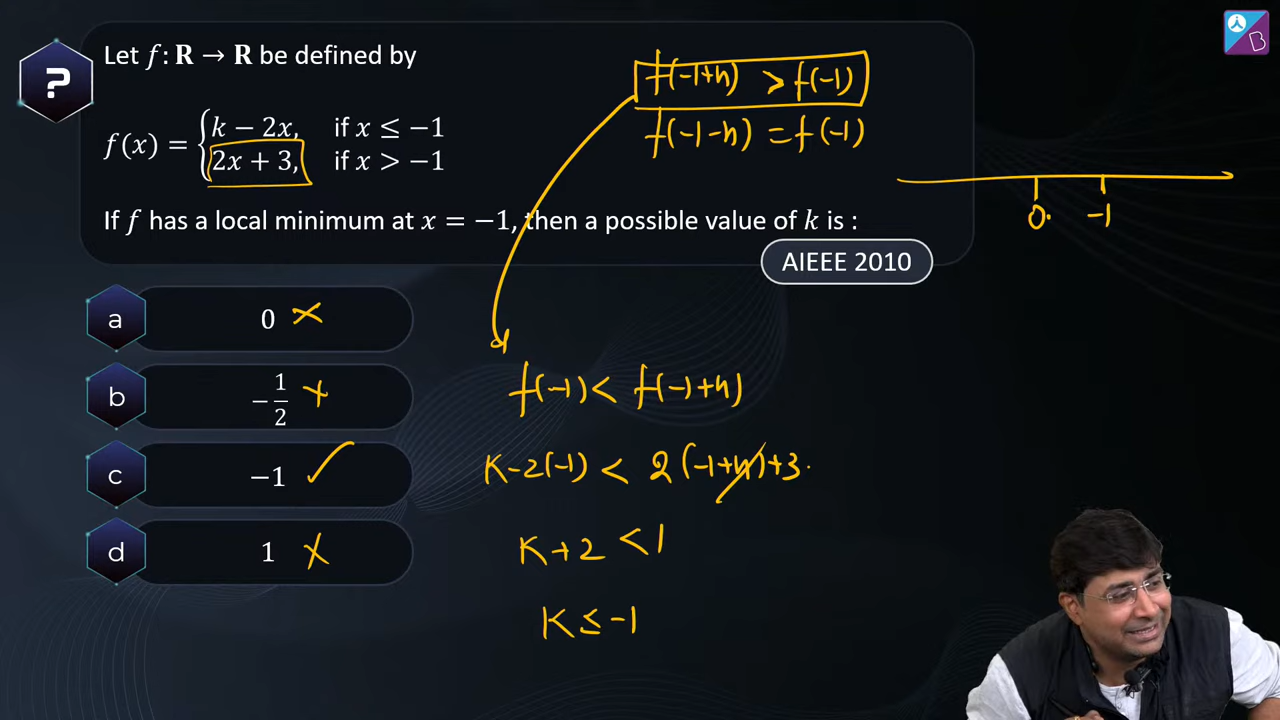 Let f: R → R be defined by
f(x) = { k − 2x, if x ≤ −1
2x + 3, if x > −1
If f has a local minimum at x = −1, then a possible value of k is :
AIEEE 2010
?
a 0 ×
b −1/2 ×
c −1 ✓
d 1 ×
f(-1+h) > f(-1)
f(-1-h) = f(-1)
0. -1
f(-1) < f(-1+h)
K-2(-1) < 2(-1+h)+3.
K+2 < 1
K ≤ -1
B